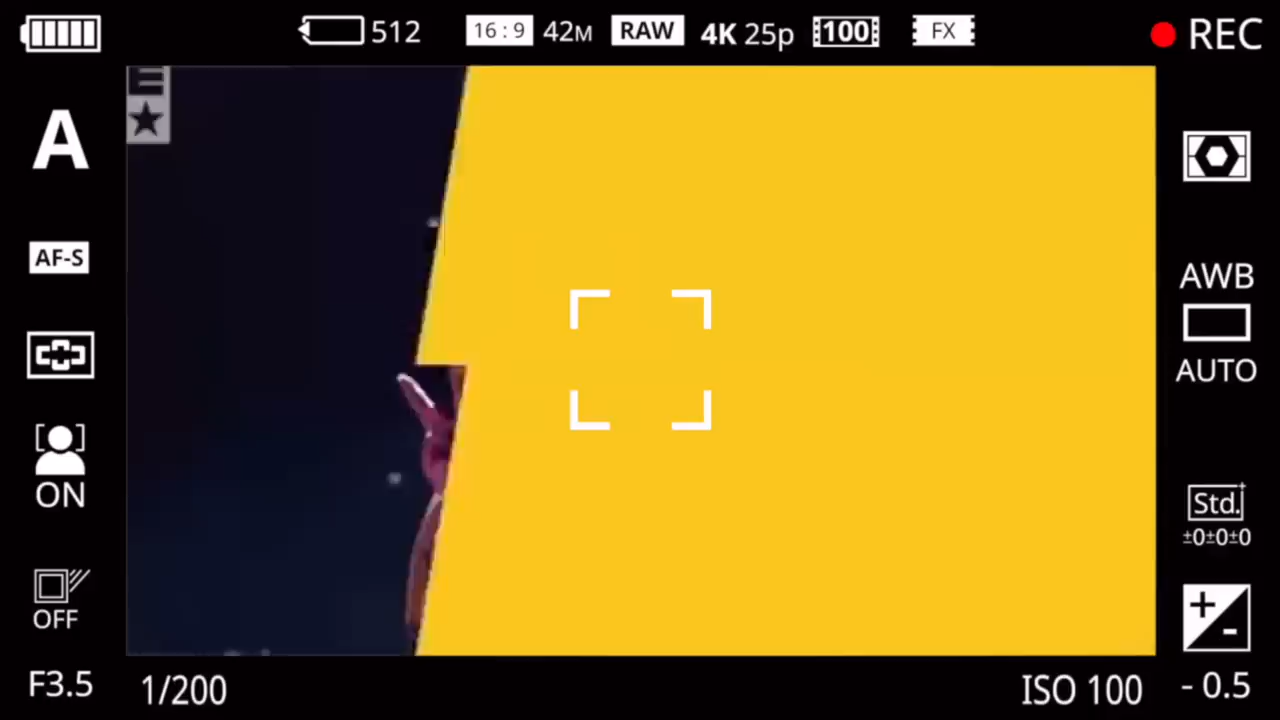 512 16:9 42M RAW 4K 25p 100 FX REC
A
AF-S
AWB
AUTO
ON
Std.
±0±0±0
OFF
F3.5 1/200 ISO 100 - 0.5